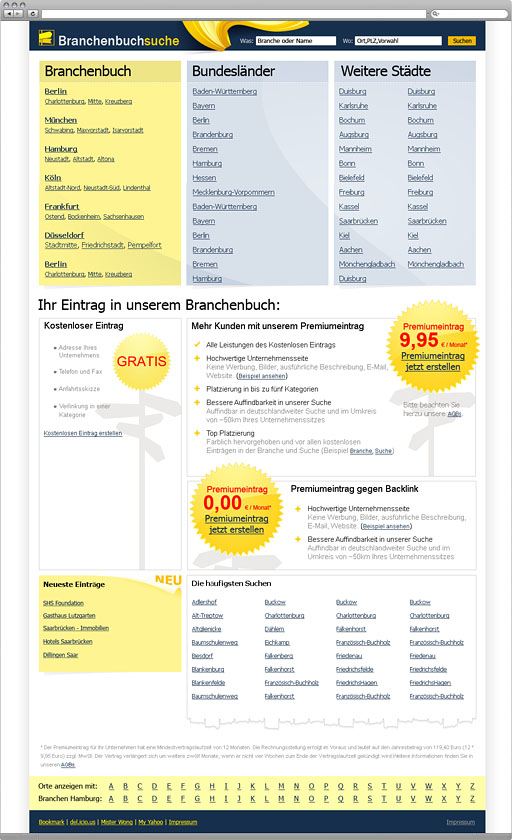 Branchenbuchsuche
Was: Branche oder Name Wo: Ort,PLZ,Vorwahl Suchen
Branchenbuch
Berlin
Charlottenburg, Mitte, Kreuzberg
München
Schwabing, Maxvorstadt, Isarvorstadt
Hamburg
Neustadt, Altstadt, Altona
Köln
Altstadt-Nord, Neustadt-Süd, Lindenthal
Frankfurt
Ostend, Bockenheim, Sachsenhausen
Düsseldorf
Stadtmitte, Friedrichstadt, Pempelfort
Berlin
Charlottenburg, Mitte, Kreuzberg
Bundesländer
Baden-Württemberg
Bayern
Berlin
Brandenburg
Bremen
Hamburg
Hessen
Mecklenburg-Vorpommern
Baden-Württemberg
Bayern
Berlin
Brandenburg
Bremen
Hamburg
Weitere Städte
Duisburg Duisburg
Karlsruhe Karlsruhe
Bochum Bochum
Augsburg Augsburg
Mannheim Mannheim
Bonn Bonn
Bielefeld Bielefeld
Freiburg Freiburg
Kassel Kassel
Saarbrücken Saarbrücken
Kiel Kiel
Aachen Aachen
Mönchengladbach Mönchengladbach
Duisburg
Ihr Eintrag in unserem Branchenbuch:
Kostenloser Eintrag
Adresse Ihres
Unternehmens
Telefon und Fax
Anfahrtsskizze
Verlinkung in einer
Kategorie
Kostenlosen Eintrag erstellen
GRATIS
Mehr Kunden mit unserem Premiumeintrag
Alle Leistungen des Kostenlosen Eintrags
Hochwertige Unternehmensseite
Keine Werbung, Bilder, ausführliche Beschreibung, E-Mail,
Website. (Beispiel ansehen)
Platzierung in bis zu fünf Kategorien
Bessere Auffindbarkeit in unserer Suche
Auffindbar in deutschlandweiter Suche und im Umkreis
von ~50km Ihres Unternehmenssitzes
Top Platzierung
Farblich hervorgehoben und vor allen kostenlosen
Einträgen in der Branche und Suche (Beispiel Branche, Suche)
Premiumeintrag
9,95 € / Monat*
Premiumeintrag
jetzt erstellen
Bitte beachten Sie
hierzu unsere AGBs
Premiumeintrag
0,00 € / Monat*
Premiumeintrag
jetzt erstellen
Premiumeintrag gegen Backlink
Hochwertige Unternehmensseite
Keine Werbung, Bilder, ausführliche Beschreibung,
E-Mail, Website. (Beispiel ansehen)
Bessere Auffindbarkeit in unserer Suche
Auffindbar in deutschlandweiter Suche und im
Umkreis von ~50km Ihres Unternehmenssitzes
Neueste Einträge
NEU
SHS Foundation
Gasthaus Lutzgarten
Saarbrücken - Immobilien
Hotels Saarbrücken
Dillingen Saar
Die häufigsten Suchen
Adlershof Buckow Buckow Buckow
Alt-Treptow Charlottenburg Charlottenburg Charlottenburg
Altglienicke Dahlem Falkenhorst Falkenhorst
Baumschulenweg Eichkamp Französisch-Buchholz Französisch-Buchholz
Biesdorf Falkenberg Friedenau Friedenau
Blankenburg Falkenhorst Friedrichsfelde Friedrichsfelde
Blankenfelde Französisch-Buchholz FriedrichsHagen FriedrichsHagen
Baumschulenweg Falkenhorst Französisch-Buchholz Französisch-Buchholz
* Der Premiumeintrag für Ihr Unternehmen hat eine Mindestvertragslaufzeit von 12 Monaten. Die Rechnungsstellung erfolgt im Voraus und lautet auf den Jahresbetrag von 119,40 Euro (12 *
9,95 Euro) zzgl. MwSt. Der Vertrag verlängert sich um weitere zwölf Monate, wenn er nicht vier Wochen zum Ende der Vertragslaufzeit gekündigt wird. Weitere Informationen finden Sie in
unseren AGBs.
Orte anzeigen mit: A B C D E F G H I J K L M N O P Q R S T U V W X Y Z
Branchen Hamburg: A B C D E F G H I J K L M N O P Q R S T U V W X Y Z
Bookmark | del.icio.us | Mister Wong | My Yahoo | Impressum Impressum